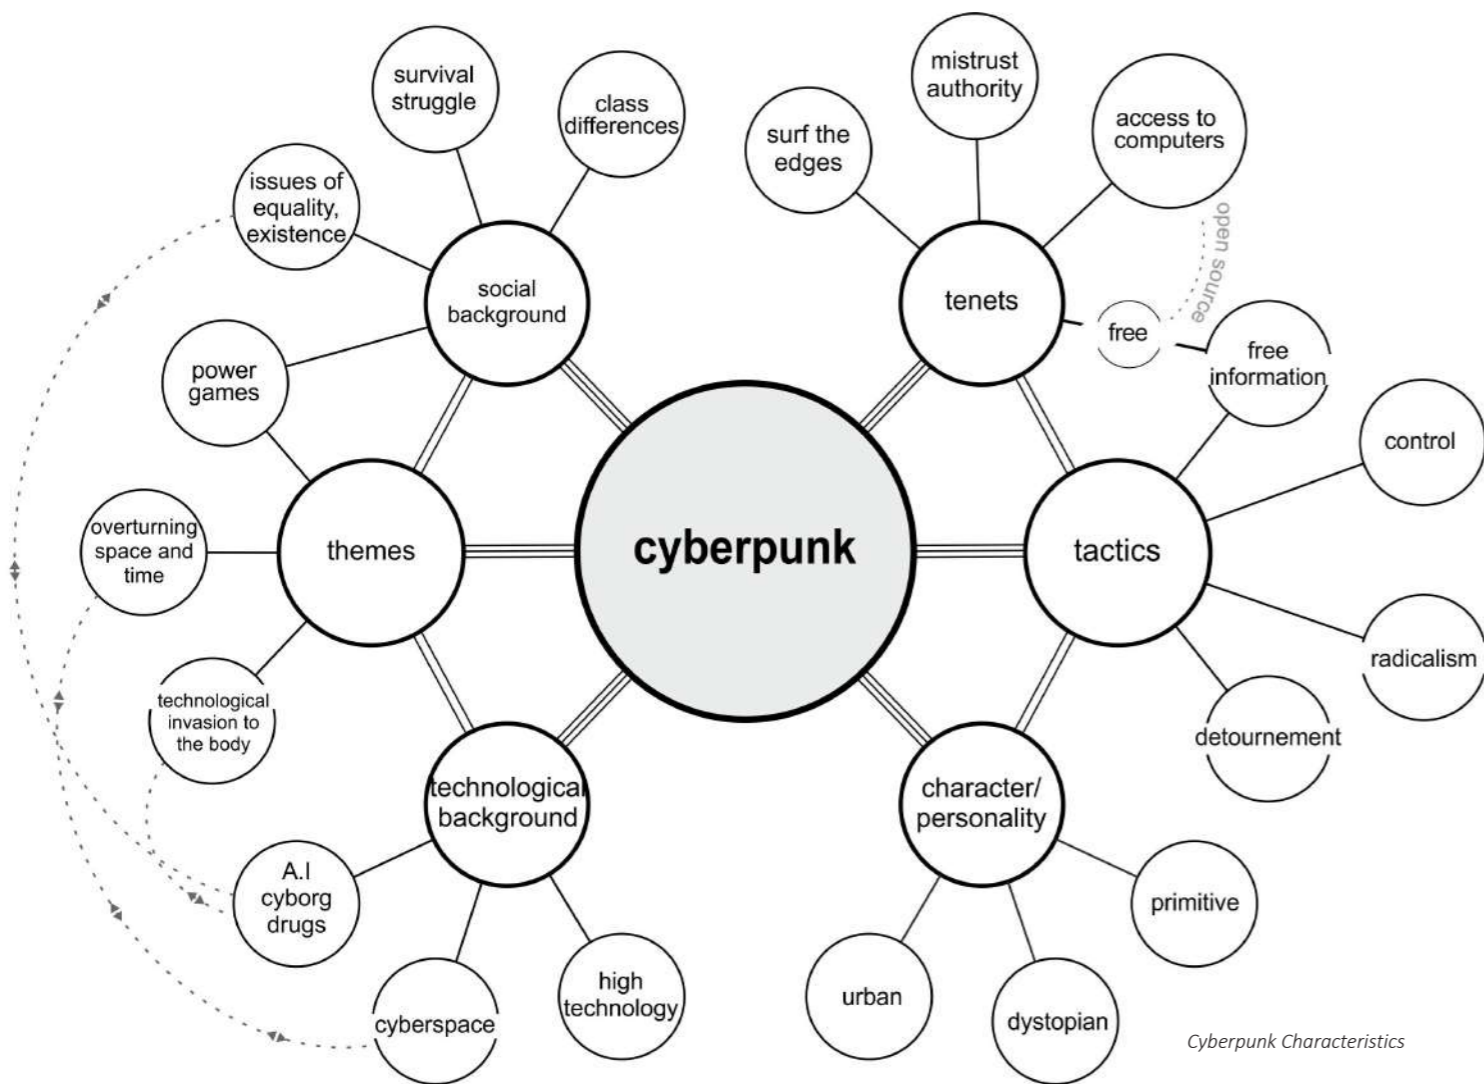 survival
struggle
class
differences
issues of
equality,
existence
social
background
power
games
overturning
space and
time
themes
technological
invasion to
the body
technological
background
A.I
cyborg
drugs
cyberspace
high
technology
cyberpunk
mistrust
authority
surf the
edges
access to
computers
open source
tenets
free
free
information
control
tactics
radicalism
detournement
character/
personality
primitive
urban
dystopian
Cyberpunk Characteristics